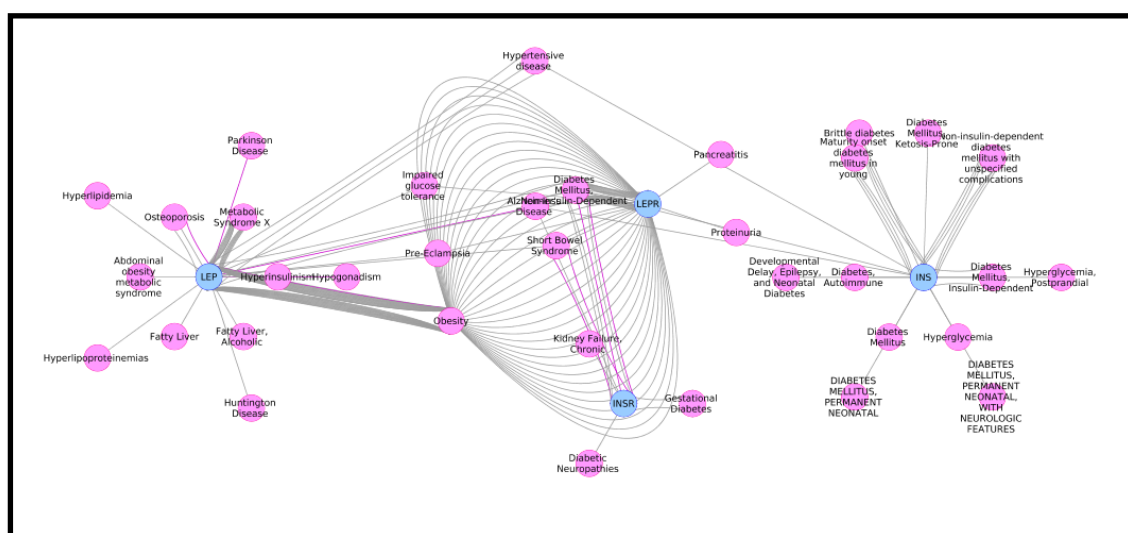 Hypertensive
disease
Parkinson
Disease
Hyperlipidemia
Osteoporosis
Metabolic
Syndrome X
LEP
Abdominal
obesity
metabolic
syndrome
Hyperinsulinism
Hypogonadism
Fatty Liver
Fatty Liver,
Alcoholic
Hyperlipoproteinemias
Huntington
Disease
Impaired
glucose
tolerance
Pre-Eclampsia
Obesity
Alzheimer's
Disease
Diabetes
Mellitus,
Non-Insulin-Dependent
Short Bowel
Syndrome
LEPR
Kidney Failure,
Chronic
INSR
Gestational
Diabetes
Diabetic
Neuropathies
Pancreatitis
Proteinuria
Brittle diabetes
Maturity onset
diabetes
mellitus in
young
Diabetes
Mellitus,
Ketosis-Prone
Non-insulin-dependent
diabetes
mellitus with
unspecified
complications
Developmental
Delay, Epilepsy,
and Neonatal
Diabetes
Diabetes,
Autoimmune
INS
Diabetes
Mellitus,
Insulin-Dependent
Hyperglycemia,
Postprandial
Diabetes
Mellitus
Hyperglycemia
DIABETES
MELLITUS,
PERMANENT
NEONATAL
DIABETES
MELLITUS,
PERMANENT
NEONATAL,
WITH
NEUROLOGIC
FEATURES